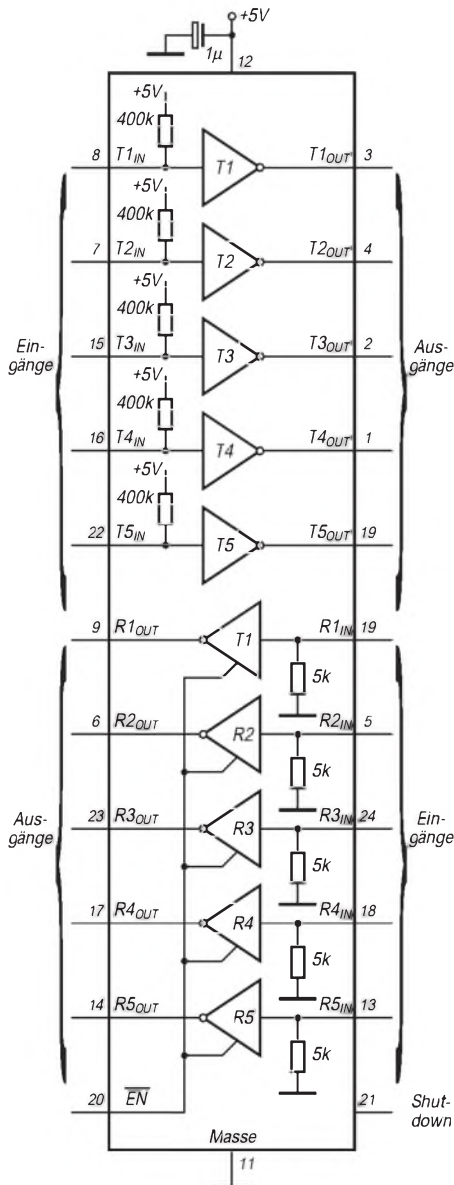 +5V
1µ
12
+5V
400k
8 T1IN T1 T1OUT 3
+5V
400k
7 T2IN T2 T2OUT 4
+5V
400k
Ein-
gänge
15 T3IN T3 T3OUT 2
Aus-
gänge
+5V
400k
16 T4IN T4 T4OUT 1
+5V
400k
22 T5IN T5 T5OUT 19
9 R1OUT T1 R1IN 19
5k
6 R2OUT R2 R2IN 5
5k
Aus-
gänge
23 R3OUT R3 R3IN 24
Ein-
gänge
5k
17 R4OUT R4 R4IN 18
5k
14 R5OUT R5 R5IN 13
5k
20 EN 21 Shut-
down
Masse
11